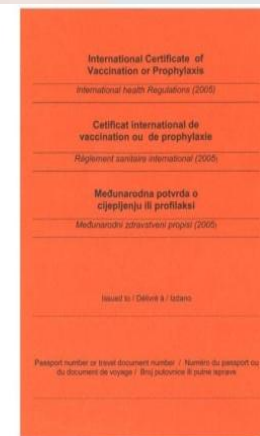 International Certificate of
Vaccination or Prophylaxis
International health Regulations (2005)
Cetificat international de
vaccination ou de prophylaxie
Règlement sanitaire international (2005)
Međunarodna potvrda o
cijepljenju ili profilaksi
Međunarodni zdravstveni propisi (2005)
Issued to / Délivré à / Izdano
Passport number or travel document number / Numéro du passport ou
du document de voyage / Broj putovnice ili putne isprave